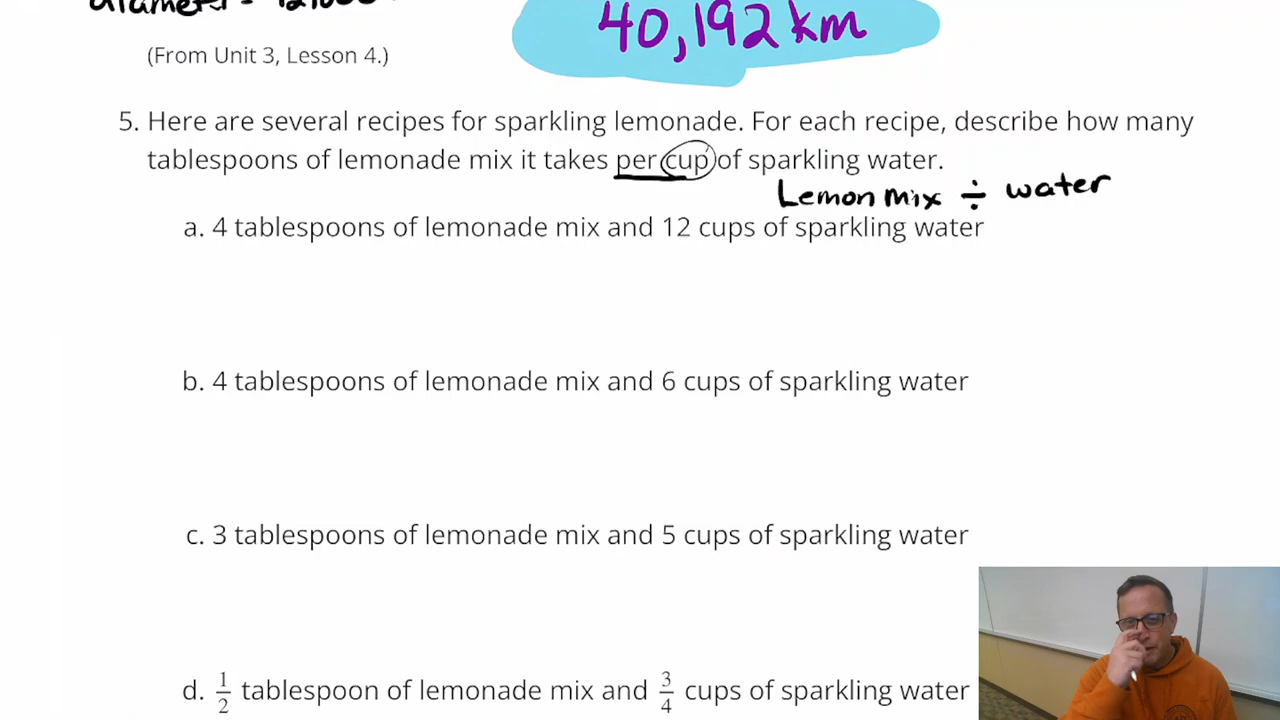 diameter =
40,192 km
(From Unit 3, Lesson 4.)
5. Here are several recipes for sparkling lemonade. For each recipe, describe how many
tablespoons of lemonade mix it takes per cup of sparkling water.
Lemon mix ÷ water
a. 4 tablespoons of lemonade mix and 12 cups of sparkling water
b. 4 tablespoons of lemonade mix and 6 cups of sparkling water
c. 3 tablespoons of lemonade mix and 5 cups of sparkling water
d. 1/2 tablespoon of lemonade mix and 3/4 cups of sparkling water